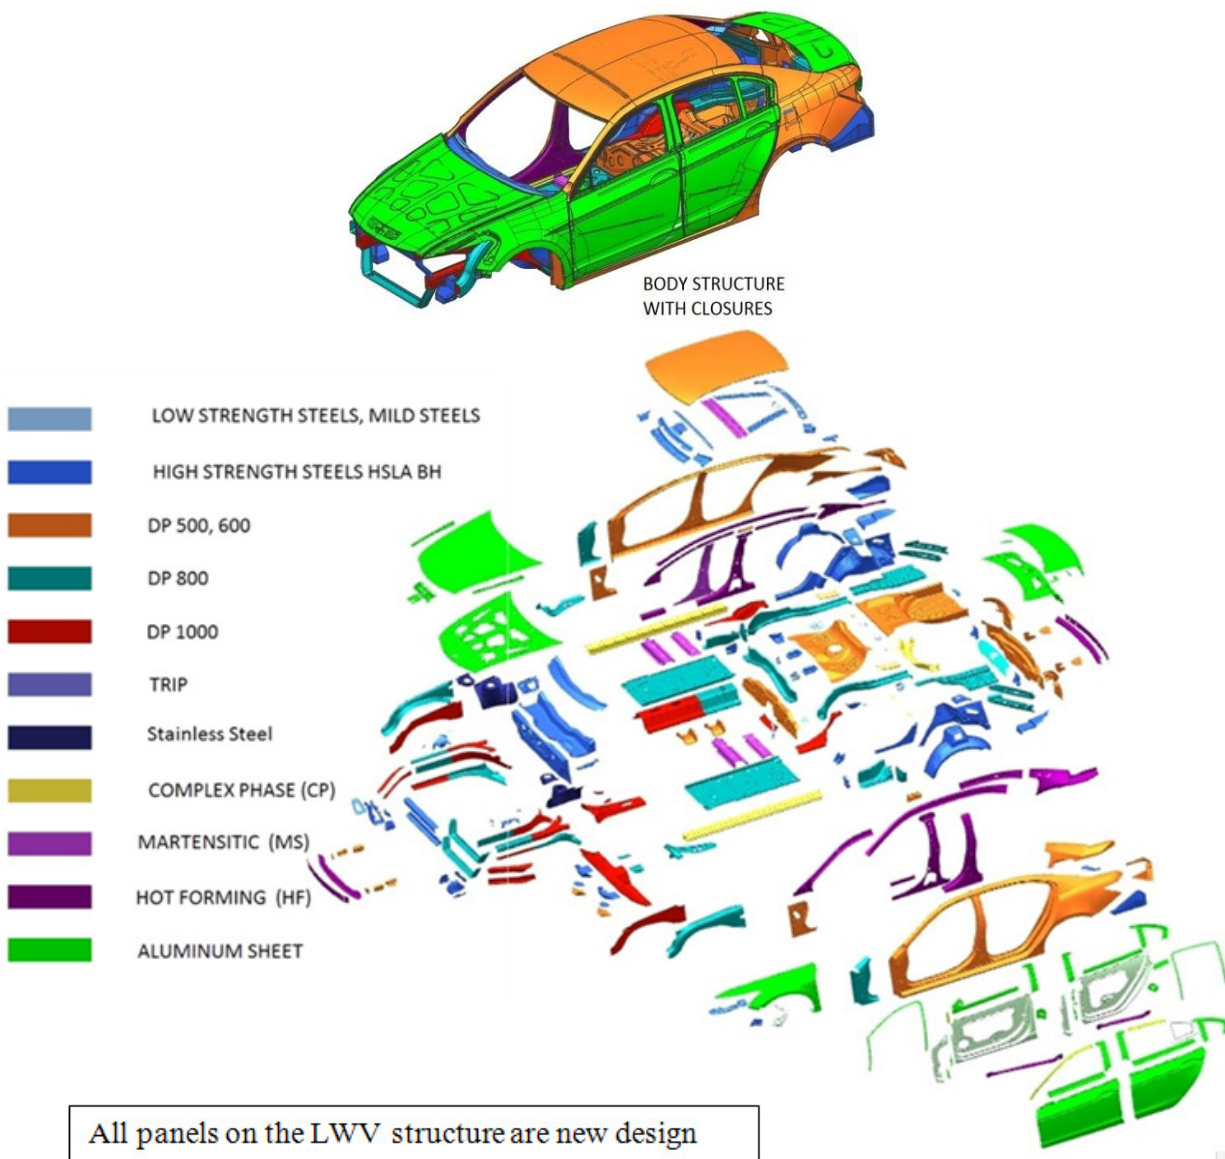 BODY STRUCTURE
WITH CLOSURES
LOW STRENGTH STEELS, MILD STEELS
HIGH STRENGTH STEELS HSLA BH
DP 500, 600
DP 800
DP 1000
TRIP
Stainless Steel
COMPLEX PHASE (CP)
MARTENSITIC (MS)
HOT FORMING (HF)
ALUMINUM SHEET
All panels on the LWV structure are new design